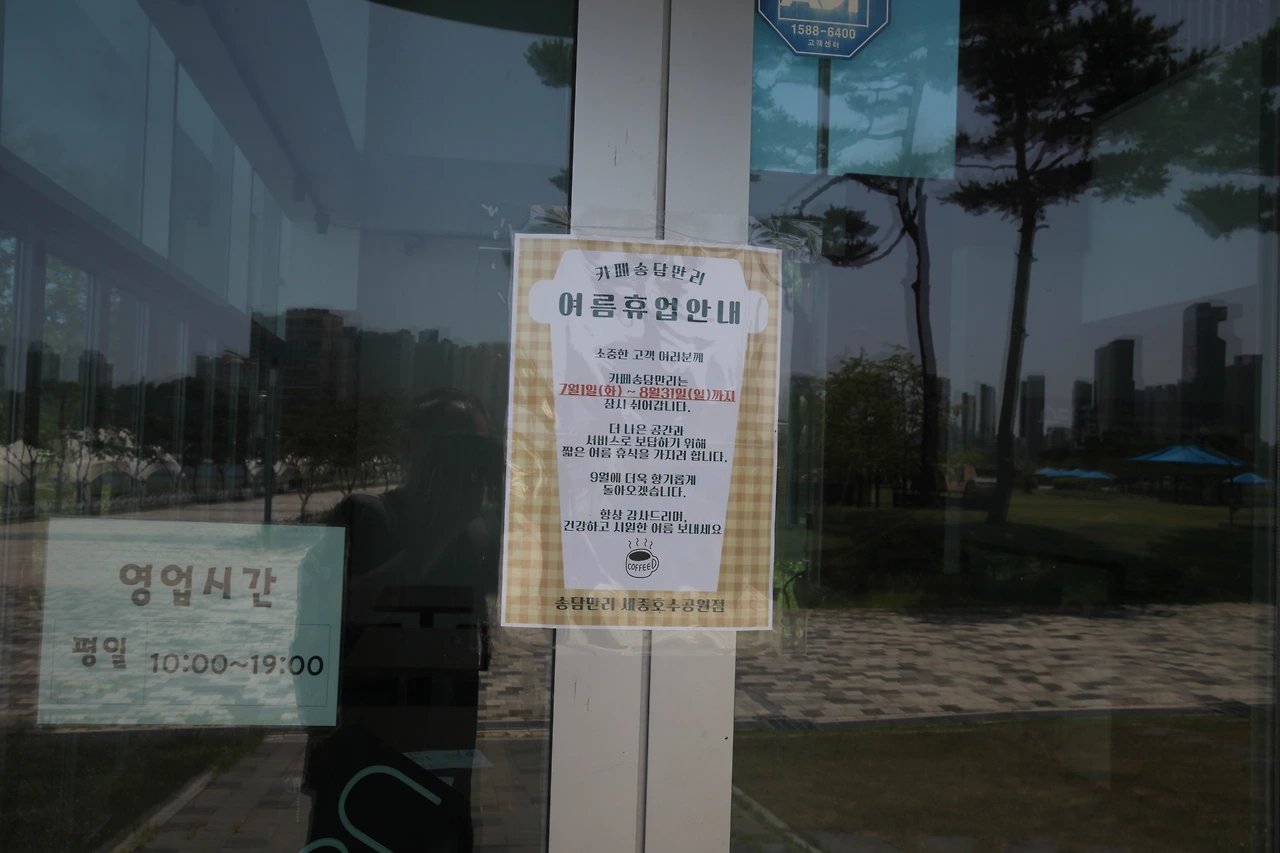 1588-6400
고객센터
카페송담만리
여름휴업안내
소중한 고객 여러분께
카페송담만리는
7월1일(화) ~ 8월31일(일)까지
잠시 쉬어갑니다.
더 나은 공간과
서비스로 보답하기 위해
짧은 여름 휴식을 가지려 합니다.
9월에 더욱 향기롭게
돌아오겠습니다.
항상 감사드리며,
건강하고 시원한 여름 보내세요
COFFEE
송담만리 세종호수공원점
영업시간
평일 10:00~19:00